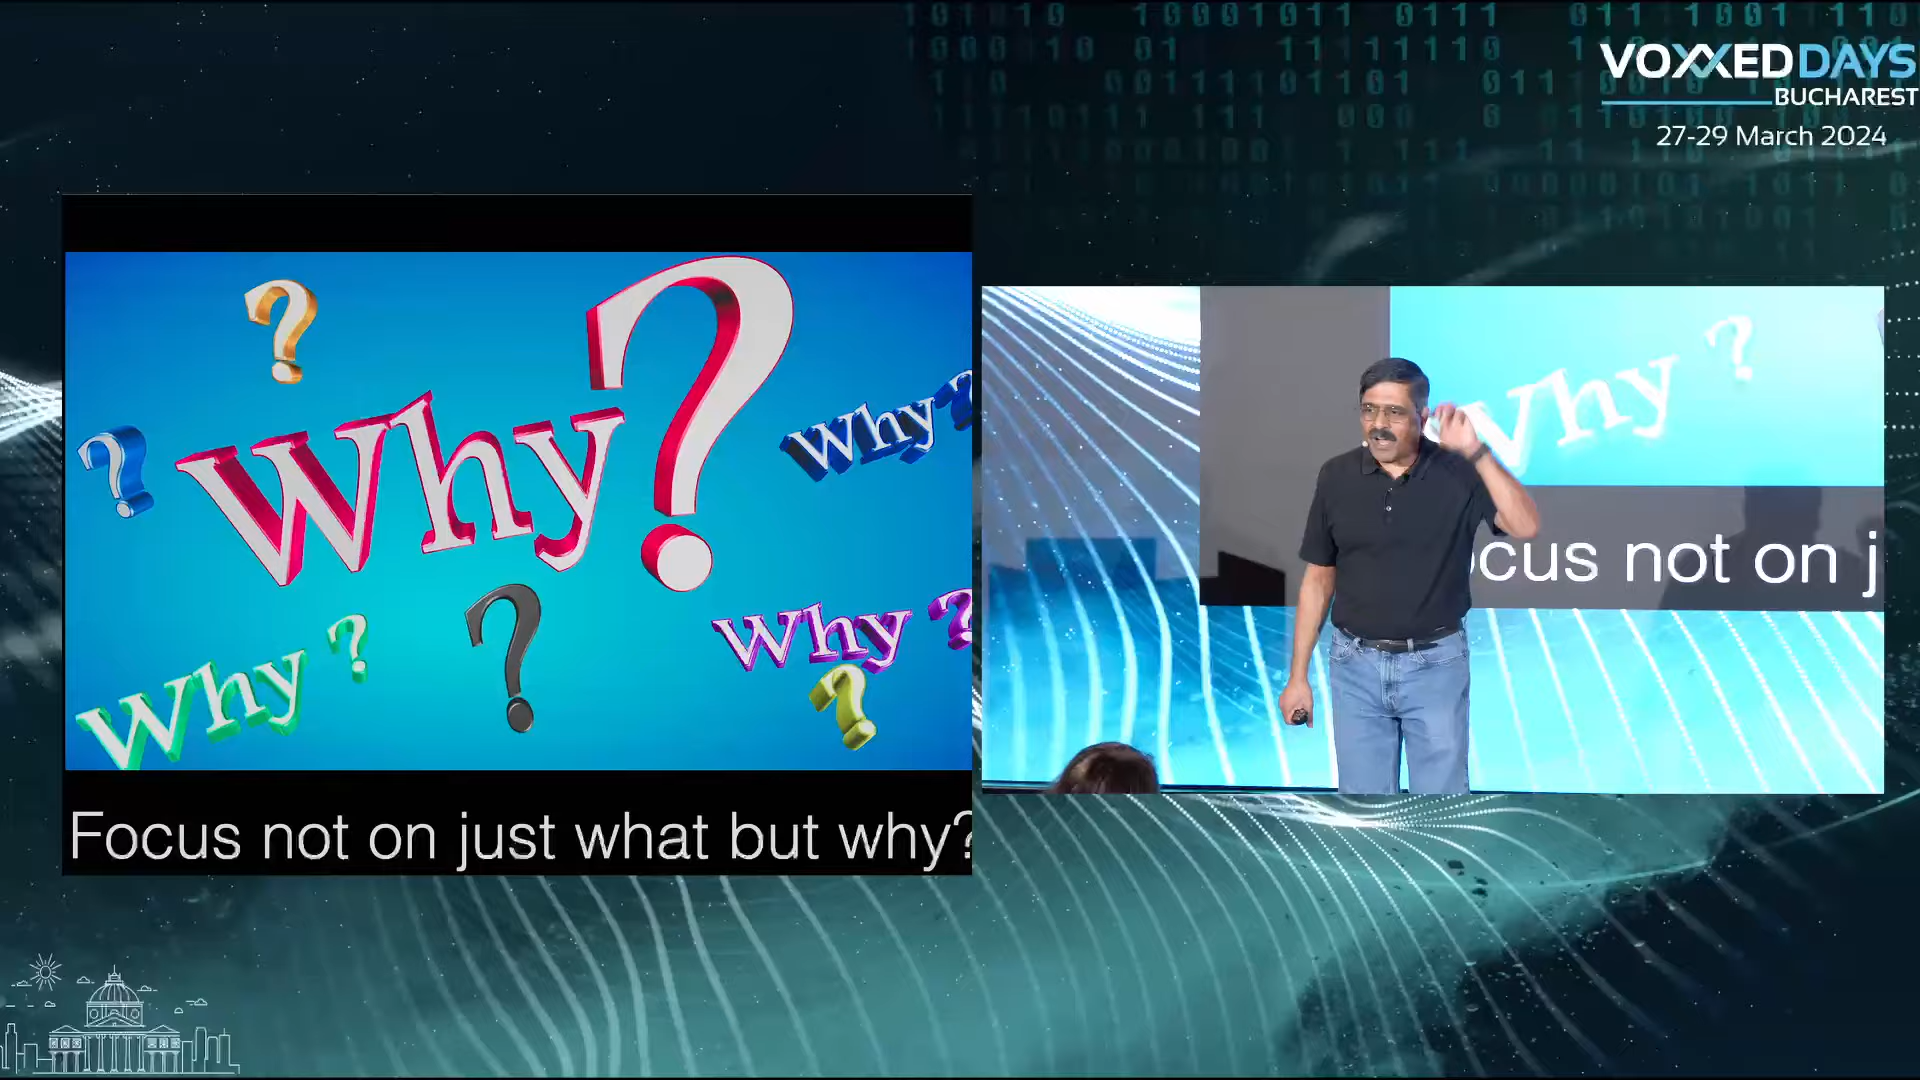 VOXXEDDAYS
BUCHAREST
27-29 March 2024
?
Why?
?
Why?
Why?
?
Why?
?
Focus not on just what but why?
Why?
ocus not on j